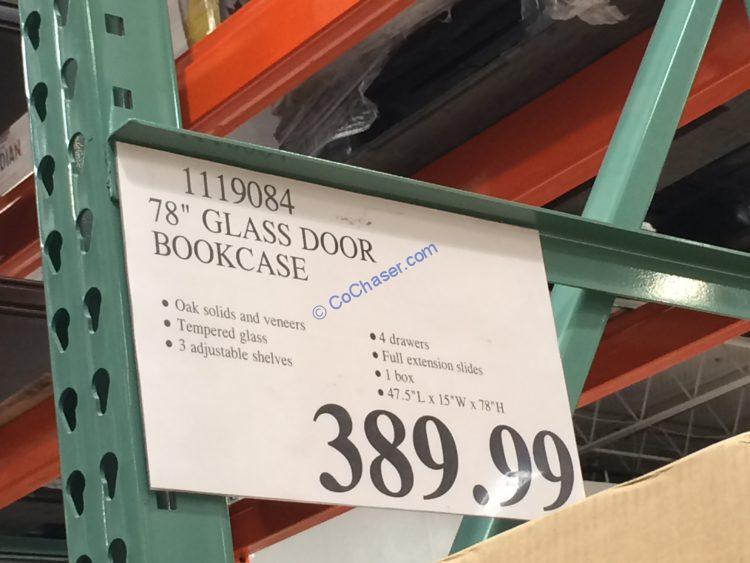 1119084
78" GLASS DOOR
BOOKCASE
• Oak solids and veneers
• Tempered glass
• 3 adjustable shelves
• 4 drawers
• Full extension slides
• 1 box
• 47.5"L x 15"W x 78"H
389.99
© CoChaser.com
DIAN